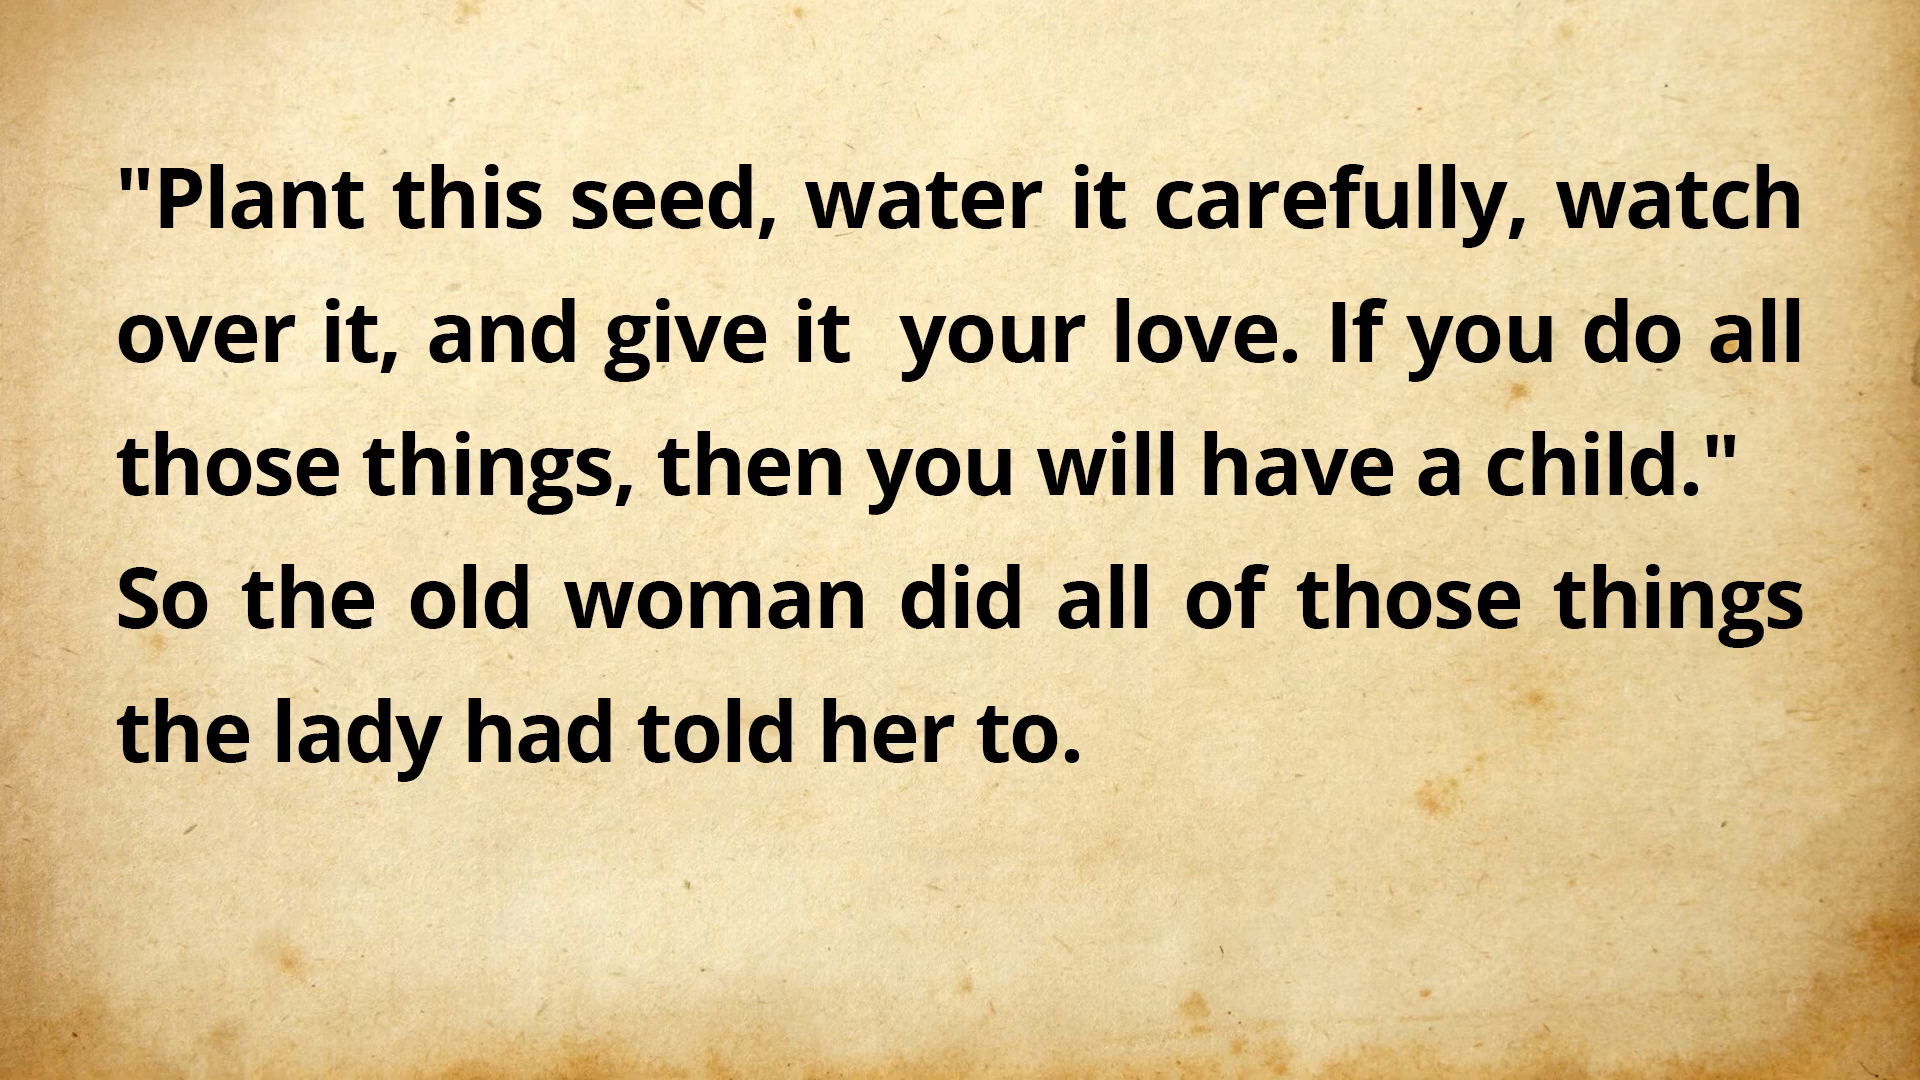 "Plant this seed, water it carefully, watch
over it, and give it  your love. If you do all
those things, then you will have a child."
So the old woman did all of those things
the lady had told her to.